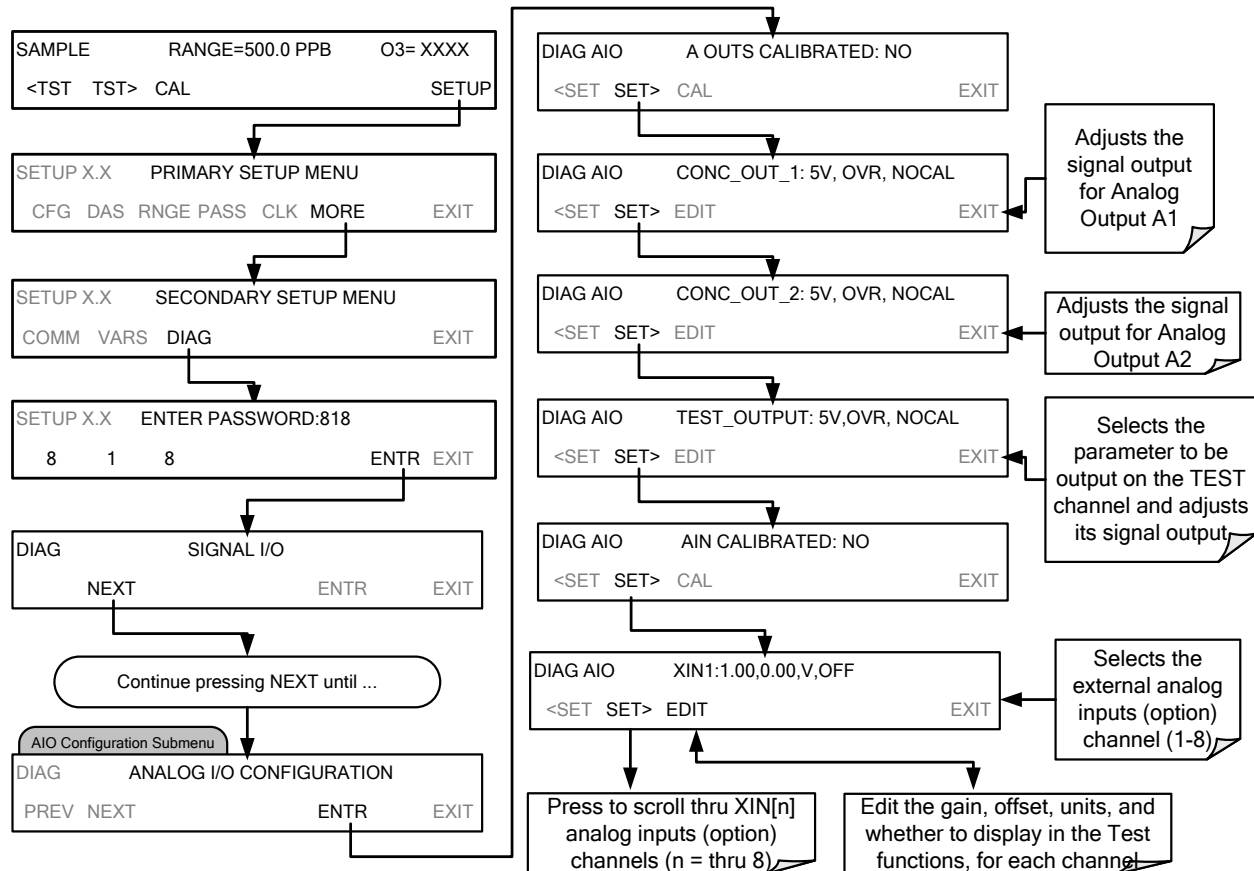 SAMPLE RANGE=500.0 PPB O3= XXXX
<TST TST> CAL SETUP
SETUP X.X PRIMARY SETUP MENU
CFG DAS RNGE PASS CLK MORE EXIT
SETUP X.X SECONDARY SETUP MENU
COMM VARS DIAG EXIT
SETUP X.X ENTER PASSWORD:818
8 1 8 ENTR EXIT
DIAG SIGNAL I/O
NEXT ENTR EXIT
Continue pressing NEXT until ...
AIO Configuration Submenu
DIAG ANALOG I/O CONFIGURATION
PREV NEXT ENTR EXIT
DIAG AIO A OUTS CALIBRATED: NO
<SET SET> CAL EXIT
DIAG AIO CONC_OUT_1: 5V, OVR, NOCAL
<SET SET> EDIT EXIT
Adjusts the
signal output
for Analog
Output A1
DIAG AIO CONC_OUT_2: 5V, OVR, NOCAL
<SET SET> EDIT EXIT
Adjusts the signal
output for Analog
Output A2
DIAG AIO TEST_OUTPUT: 5V,OVR, NOCAL
<SET SET> EDIT EXIT
Selects the
parameter to be
output on the TEST
channel and adjusts
its signal output
DIAG AIO AIN CALIBRATED: NO
<SET SET> CAL EXIT
DIAG AIO XIN1:1.00,0.00,V,OFF
<SET SET> EDIT EXIT
Selects the
external analog
inputs (option)
channel (1-8)
Press to scroll thru XIN[n]
analog inputs (option)
channels (n = thru 8)
Edit the gain, offset, units, and
whether to display in the Test
functions, for each channel